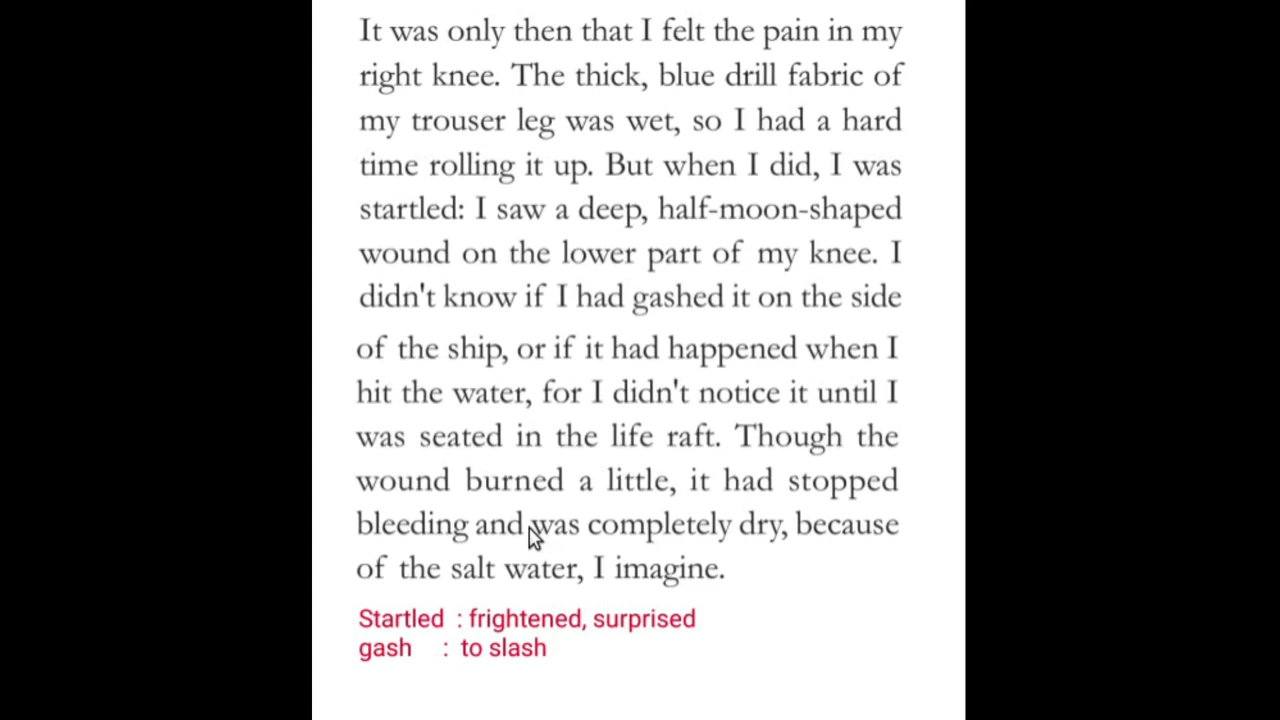 It was only then that I felt the pain in my
right knee. The thick, blue drill fabric of
my trouser leg was wet, so I had a hard
time rolling it up. But when I did, I was
startled: I saw a deep, half-moon-shaped
wound on the lower part of my knee. I
didn't know if I had gashed it on the side
of the ship, or if it had happened when I
hit the water, for I didn't notice it until I
was seated in the life raft. Though the
wound burned a little, it had stopped
bleeding and was completely dry, because
of the salt water, I imagine.
Startled : frightened, surprised
gash : to slash